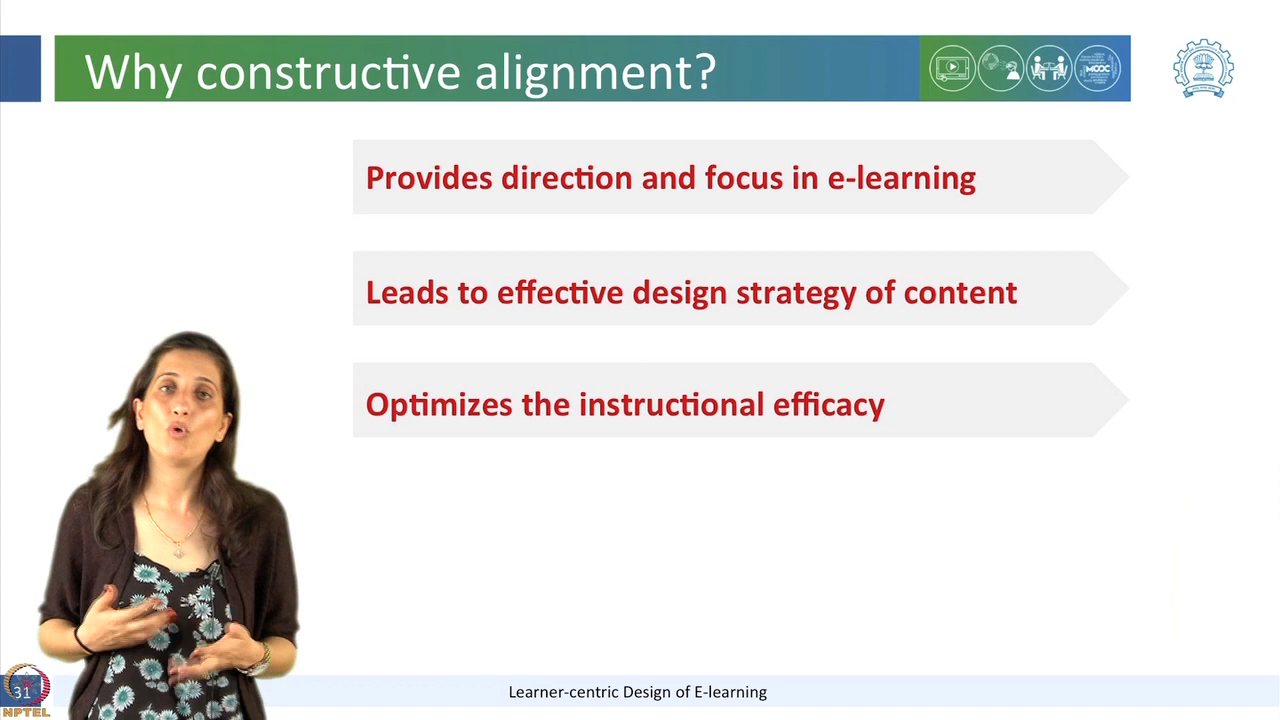 Why constructive alignment?
MOOC
Provides direction and focus in e-learning
Leads to effective design strategy of content
Optimizes the instructional efficacy
31
NPTEL
Learner-centric Design of E-learning